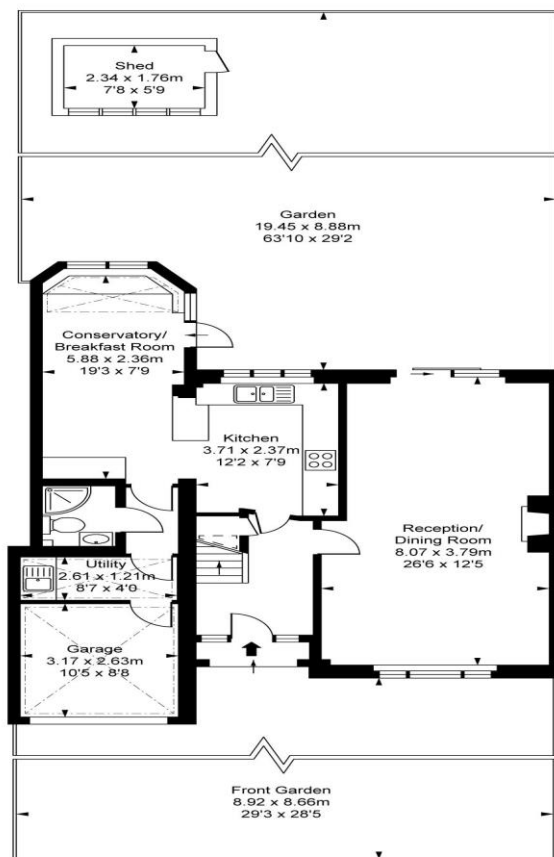 Shed
2.34 x 1.76m
7'8 x 5'9
Garden
19.45 x 8.88m
63'10 x 29'2
Conservatory/
Breakfast Room
5.88 x 2.36m
19'3 x 7'9
Kitchen
3.71 x 2.37m
12'2 x 7'9
Reception/
Dining Room
8.07 x 3.79m
26'6 x 12'5
Utility
2.61 x 1.21m
8'7 x 4'0
Garage
3.17 x 2.63m
10'5 x 8'8
Front Garden
8.92 x 8.66m
29'3 x 28'5